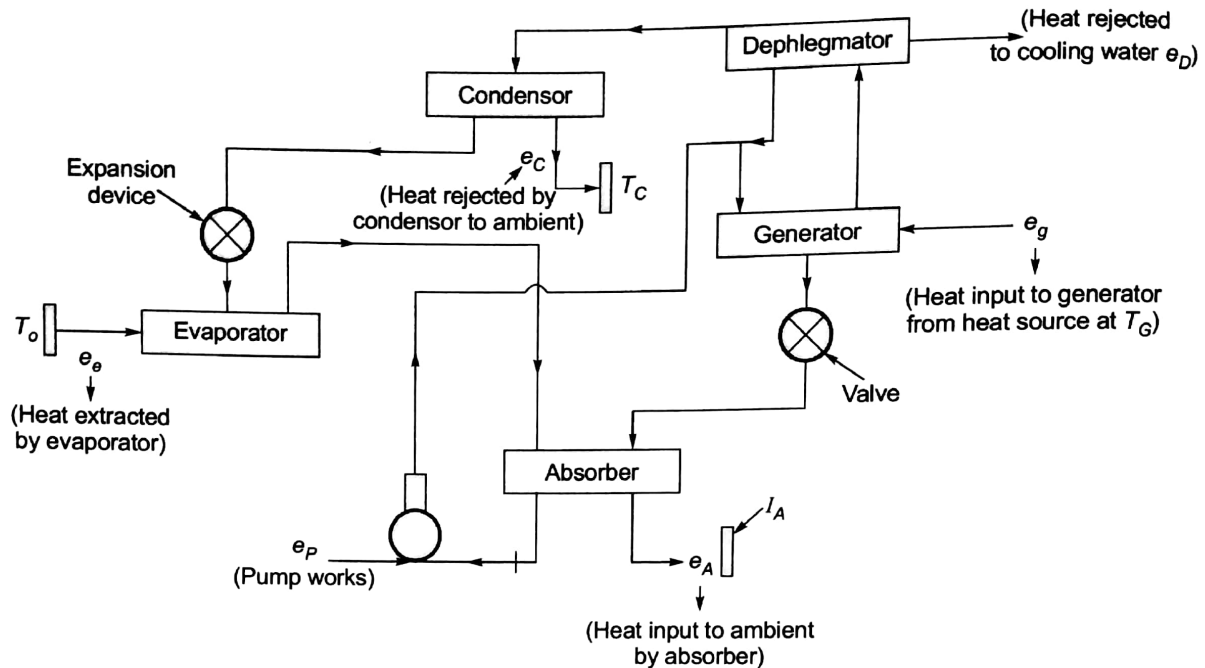 Dephlegmator
(Heat rejected
to cooling water e_D)
Condensor
Expansion
device
e_C
(Heat rejected by
condensor to ambient)
T_C
Generator
e_g
(Heat input to generator
from heat source at T_G)
T_o
Evaporator
e_e
(Heat extracted
by evaporator)
Valve
Absorber
I_A
e_P
(Pump works)
e_A
(Heat input to ambient
by absorber)